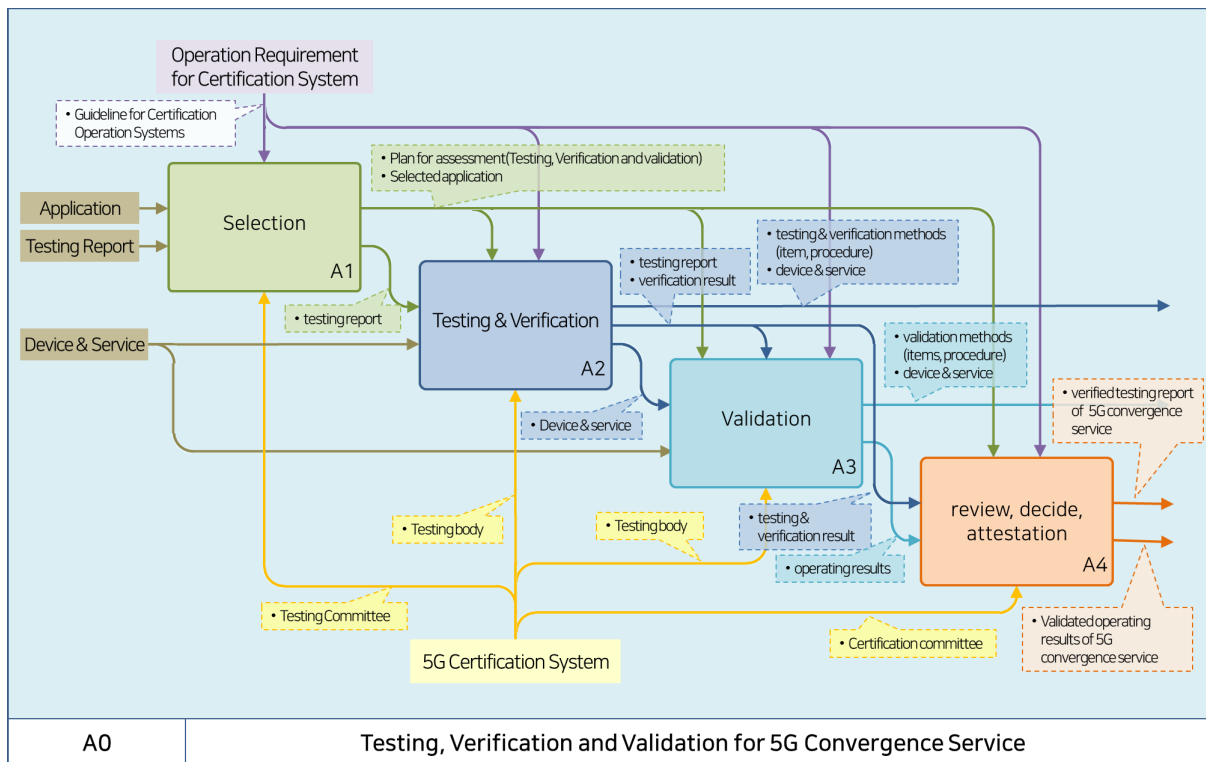 Operation Requirement
for Certification System
• Guideline for Certification
Operation Systems
• Plan for assessment(Testing, Verification and validation)
• Selected application
Application
Testing Report
Selection
A1
• testing & verification methods
(item, procedure)
• device & service
• testing report
• verification result
• testing report
Testing & Verification
A2
Device & Service
• validation methods
(items, procedure)
• device & service
• verified testing report
of 5G convergence
service
• Device & service
Validation
A3
review, decide,
attestation
A4
• Testing body
• Testing body
• testing &
verification result
• operating results
• Testing Committee
• Certification committee
• Validated operating
results of 5G
convergence service
5G Certification System
A0
Testing, Verification and Validation for 5G Convergence Service